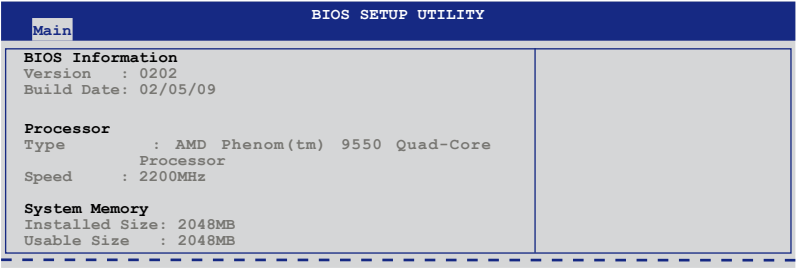 BIOS SETUP UTILITY
Main
BIOS Information
Version : 0202
Build Date: 02/05/09
Processor
Type : AMD Phenom(tm) 9550 Quad-Core
Processor
Speed : 2200MHz
System Memory
Installed Size: 2048MB
Usable Size : 2048MB